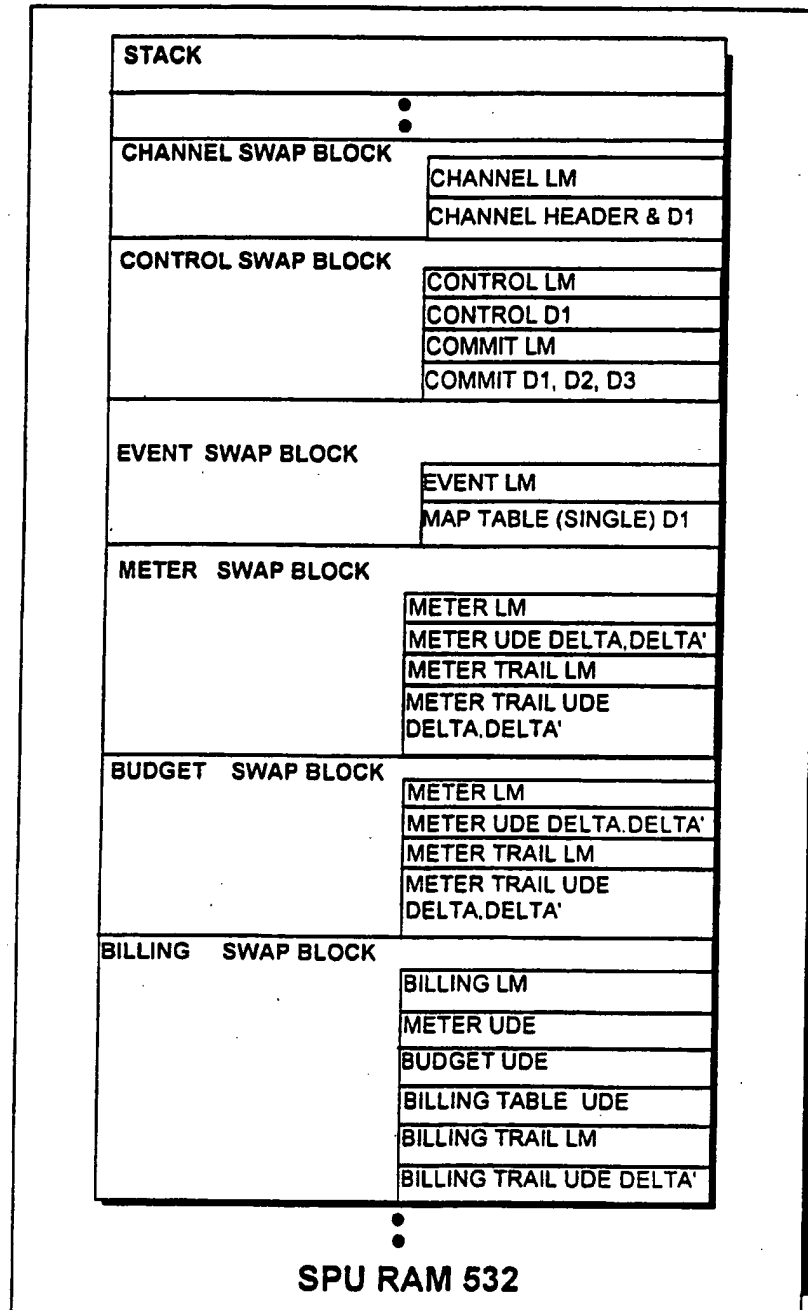 STACK
CHANNEL SWAP BLOCK
CHANNEL LM
CHANNEL HEADER & D1
CONTROL SWAP BLOCK
CONTROL LM
CONTROL D1
COMMIT LM
COMMIT D1, D2, D3
EVENT SWAP BLOCK
EVENT LM
MAP TABLE (SINGLE) D1
METER SWAP BLOCK
METER LM
METER UDE DELTA,DELTA'
METER TRAIL LM
METER TRAIL UDE
DELTA,DELTA'
BUDGET SWAP BLOCK
METER LM
METER UDE DELTA.DELTA'
METER TRAIL LM
METER TRAIL UDE
DELTA,DELTA'
BILLING SWAP BLOCK
BILLING LM
METER UDE
BUDGET UDE
BILLING TABLE UDE
BILLING TRAIL LM
BILLING TRAIL UDE DELTA'
SPU RAM 532